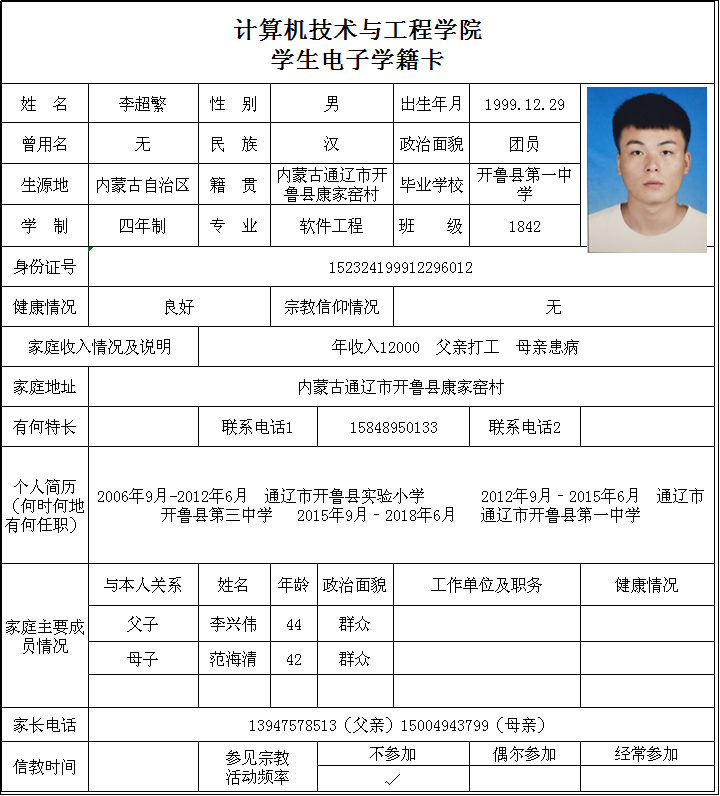 计算机技术与工程学院
学生电子学籍卡
姓 名 李超繁 性 别 男 出生年月 1999.12.29
曾用名 无 民 族 汉 政治面貌 团员
生源地 内蒙古自治区 籍 贯 内蒙古通辽市开鲁县康家窑村 毕业学校 开鲁县第一中学
学 制 四年制 专 业 软件工程 班 级 1842
身份证号 152324199912296012
健康情况 良好 宗教信仰情况 无
家庭收入情况及说明 年收入12000 父亲打工 母亲患病
家庭地址 内蒙古通辽市开鲁县康家窑村
有何特长 联系电话1 15848950133 联系电话2
个人简历（何时何地有何任职）
2006年9月-2012年6月 通辽市开鲁县实验小学 2012年9月－2015年6月 通辽市
开鲁县第三中学 2015年9月－2018年6月 通辽市开鲁县第一中学
家庭主要成员情况
与本人关系 姓名 年龄 政治面貌 工作单位及职务 健康情况
父子 李兴伟 44 群众
母子 范海清 42 群众
家长电话 13947578513（父亲）15004943799（母亲）
信教时间 参见宗教活动频率 不参加 偶尔参加 经常参加
✓